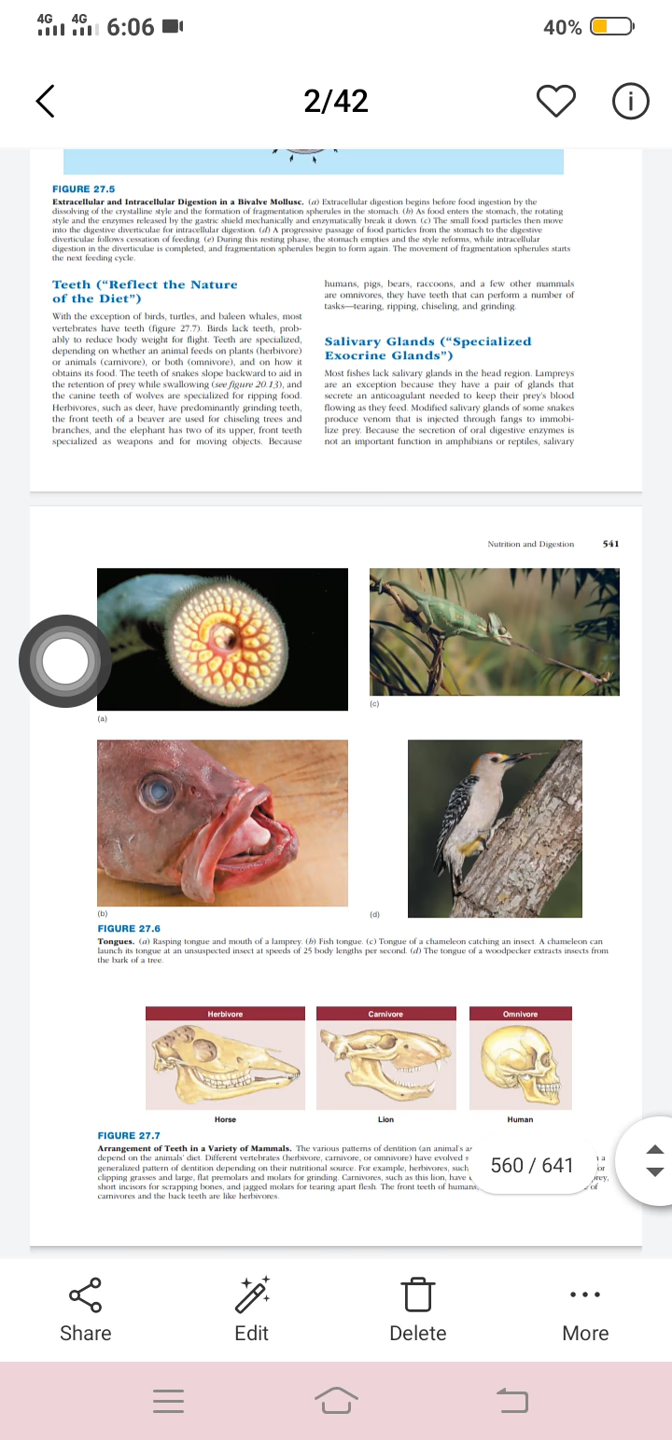 4G 4G 6:06 40%
2/42
FIGURE 27.5
Extracellular and Intracellular Digestion in a Bivalve Mollusc. (a) Extracellular digestion begins before food ingestion by the
dissolving of the crystalline style and the formation of fragmentation spherules in the stomach. (b) As food enters the stomach, the rotating
style and the enzymes released by the gastric shield mechanically and enzymatically break it down. (c) The small food particles then move
into the digestive diverticulae for intracellular digestion. (d) A progressive passage of food particles from the stomach to the digestive
diverticulae follows cessation of feeding. (e) During this resting phase, the stomach empties and the style reforms, while intracellular
digestion in the diverticulae is completed, and fragmentation spherules begin to form again. The movement of fragmentation spherules starts
the next feeding cycle.
Teeth (“Reflect the Nature
of the Diet”)
With the exception of birds, turtles, and baleen whales, most
vertebrates have teeth (figure 27.7). Birds lack teeth, prob-
ably to reduce body weight for flight. Teeth are specialized,
depending on whether an animal feeds on plants (herbivore)
or animals (carnivore), or both (omnivore), and on how it
obtains its food. The teeth of snakes slope backward to aid in
the retention of prey while swallowing (see figure 20.13), and
the canine teeth of wolves are specialized for ripping food.
Herbivores, such as deer, have predominantly grinding teeth,
the front teeth of a beaver are used for chiseling trees and
branches, and the elephant has two of its upper, front teeth
specialized as weapons and for moving objects. Because
humans, pigs, bears, raccoons, and a few other mammals
are omnivores, they have teeth that can perform a number of
tasks—tearing, ripping, chiseling, and grinding.
Salivary Glands (“Specialized
Exocrine Glands”)
Most fishes lack salivary glands in the head region. Lampreys
are an exception because they have a pair of glands that
secrete an anticoagulant needed to keep their prey's blood
flowing as they feed. Modified salivary glands of some snakes
produce venom that is injected through fangs to immobi-
lize prey. Because the secretion of oral digestive enzymes is
not an important function in amphibians or reptiles, salivary
Nutrition and Digestion 541
(a)
(c)
(b)
(d)
FIGURE 27.6
Tongues. (a) Rasping tongue and mouth of a lamprey. (b) Fish tongue. (c) Tongue of a chameleon catching an insect. A chameleon can
launch its tongue at an unsuspected insect at speeds of 25 body lengths per second. (d) The tongue of a woodpecker extracts insects from
the bark of a tree.
Herbivore Carnivore Omnivore
Horse Lion Human
FIGURE 27.7
Arrangement of Teeth in a Variety of Mammals. The various patterns of dentition (an animal's
depend on the animals' diet. Different vertebrates (herbivore, carnivore, or omnivore) have evolved a
generalized pattern of dentition depending on their nutritional source. For example, herbivores, such or
clipping grasses and large, flat premolars and molars for grinding. Carnivores, such as this lion, have
short incisors for scrapping bones, and jagged molars for tearing apart flesh. The front teeth of of
carnivores and the back teeth are like herbivores.
560 / 641
Share Edit Delete More